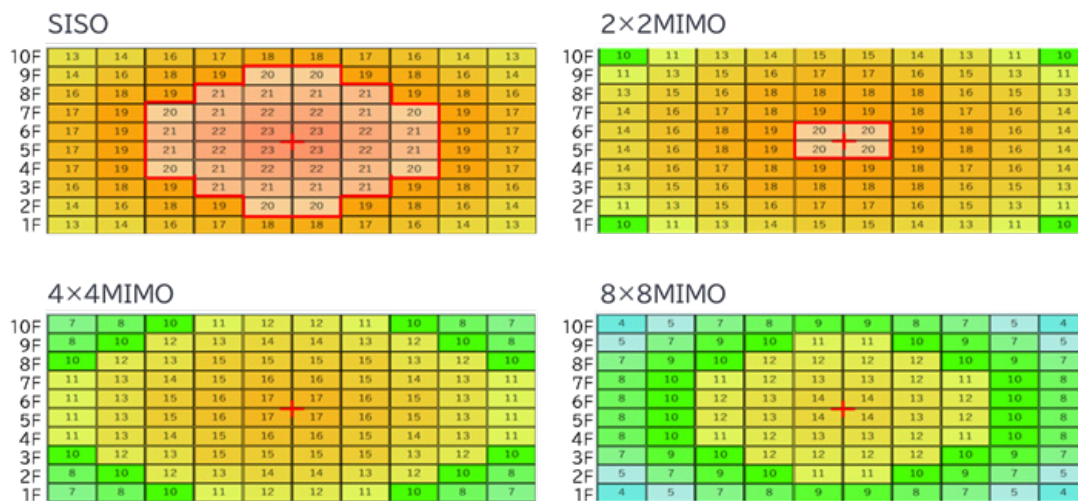 SISO
10F 13 14 16 17 18 18 17 16 14 13
9F 14 16 18 19 20 20 19 18 16 14
8F 16 18 19 21 21 21 21 19 18 16
7F 17 19 20 21 22 22 21 20 19 17
6F 17 19 21 22 23 23 22 21 19 17
5F 17 19 21 22 23 23 22 21 19 17
4F 17 19 20 21 22 22 21 20 19 17
3F 16 18 19 21 21 21 21 19 18 16
2F 14 16 18 19 20 20 19 18 16 14
1F 13 14 16 17 18 18 17 16 14 13
2×2MIMO
10F 10 11 13 14 15 15 14 13 11 10
9F 11 13 15 16 17 17 16 15 13 11
8F 13 15 16 18 18 18 18 16 15 13
7F 14 16 17 18 19 19 18 17 16 14
6F 14 16 18 19 20 20 19 18 16 14
5F 14 16 18 19 20 20 19 18 16 14
4F 14 16 17 18 19 19 18 17 16 14
3F 13 15 16 18 18 18 18 16 15 13
2F 11 13 15 16 17 17 16 15 13 11
1F 10 11 13 14 15 15 14 13 11 10
4×4MIMO
10F 7 8 10 11 12 12 11 10 8 7
9F 8 10 12 13 14 14 13 12 10 8
8F 10 12 13 15 15 15 15 13 12 10
7F 11 13 14 15 16 16 15 14 13 11
6F 11 13 15 16 17 17 16 15 13 11
5F 11 13 15 16 17 17 16 15 13 11
4F 11 13 14 15 16 16 15 14 13 11
3F 10 12 13 15 15 15 15 13 12 10
2F 8 10 12 13 14 14 13 12 10 8
1F 7 8 10 11 12 12 11 10 8 7
8×8MIMO
10F 4 5 7 8 9 9 8 7 5 4
9F 5 7 9 10 11 11 10 9 7 5
8F 7 9 10 12 12 12 12 10 9 7
7F 8 10 11 12 13 13 12 11 10 8
6F 8 10 12 13 14 14 13 12 10 8
5F 8 10 12 13 14 14 13 12 10 8
4F 8 10 11 12 13 13 12 11 10 8
3F 7 9 10 12 12 12 12 10 9 7
2F 5 7 9 10 11 11 10 9 7 5
1F 4 5 7 8 9 9 8 7 5 4